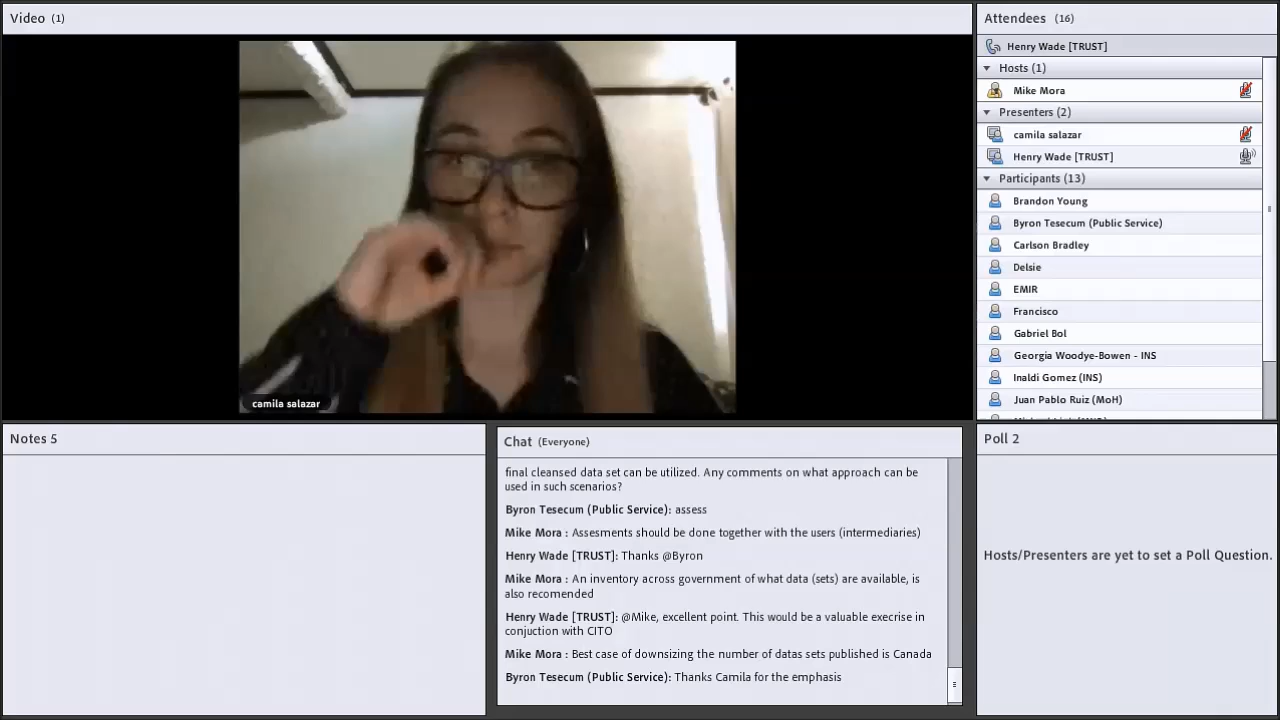 Video (1)
camila salazar
Attendees (16)
Henry Wade [TRUST]
Hosts (1)
Mike Mora
Presenters (2)
camila salazar
Henry Wade [TRUST]
Participants (13)
Brandon Young
Byron Tesecum (Public Service)
Carlson Bradley
Delsie
EMIR
Francisco
Gabriel Bol
Georgia Woodye-Bowen - INS
Inaldi Gomez (INS)
Juan Pablo Ruiz (MoH)
Notes 5
Chat (Everyone)
final cleansed data set can be utilized. Any comments on what approach can be
used in such scenarios?
Byron Tesecum (Public Service): assess
Mike Mora : Assesments should be done together with the users (intermediaries)
Henry Wade [TRUST]: Thanks @Byron
Mike Mora : An inventory across government of what data (sets) are available, is
also recomended
Henry Wade [TRUST]: @Mike, excellent point. This would be a valuable execrise in
conjuction with CITO
Mike Mora : Best case of downsizing the number of datas sets published is Canada
Byron Tesecum (Public Service): Thanks Camila for the emphasis
Poll 2
Hosts/Presenters are yet to set a Poll Question.